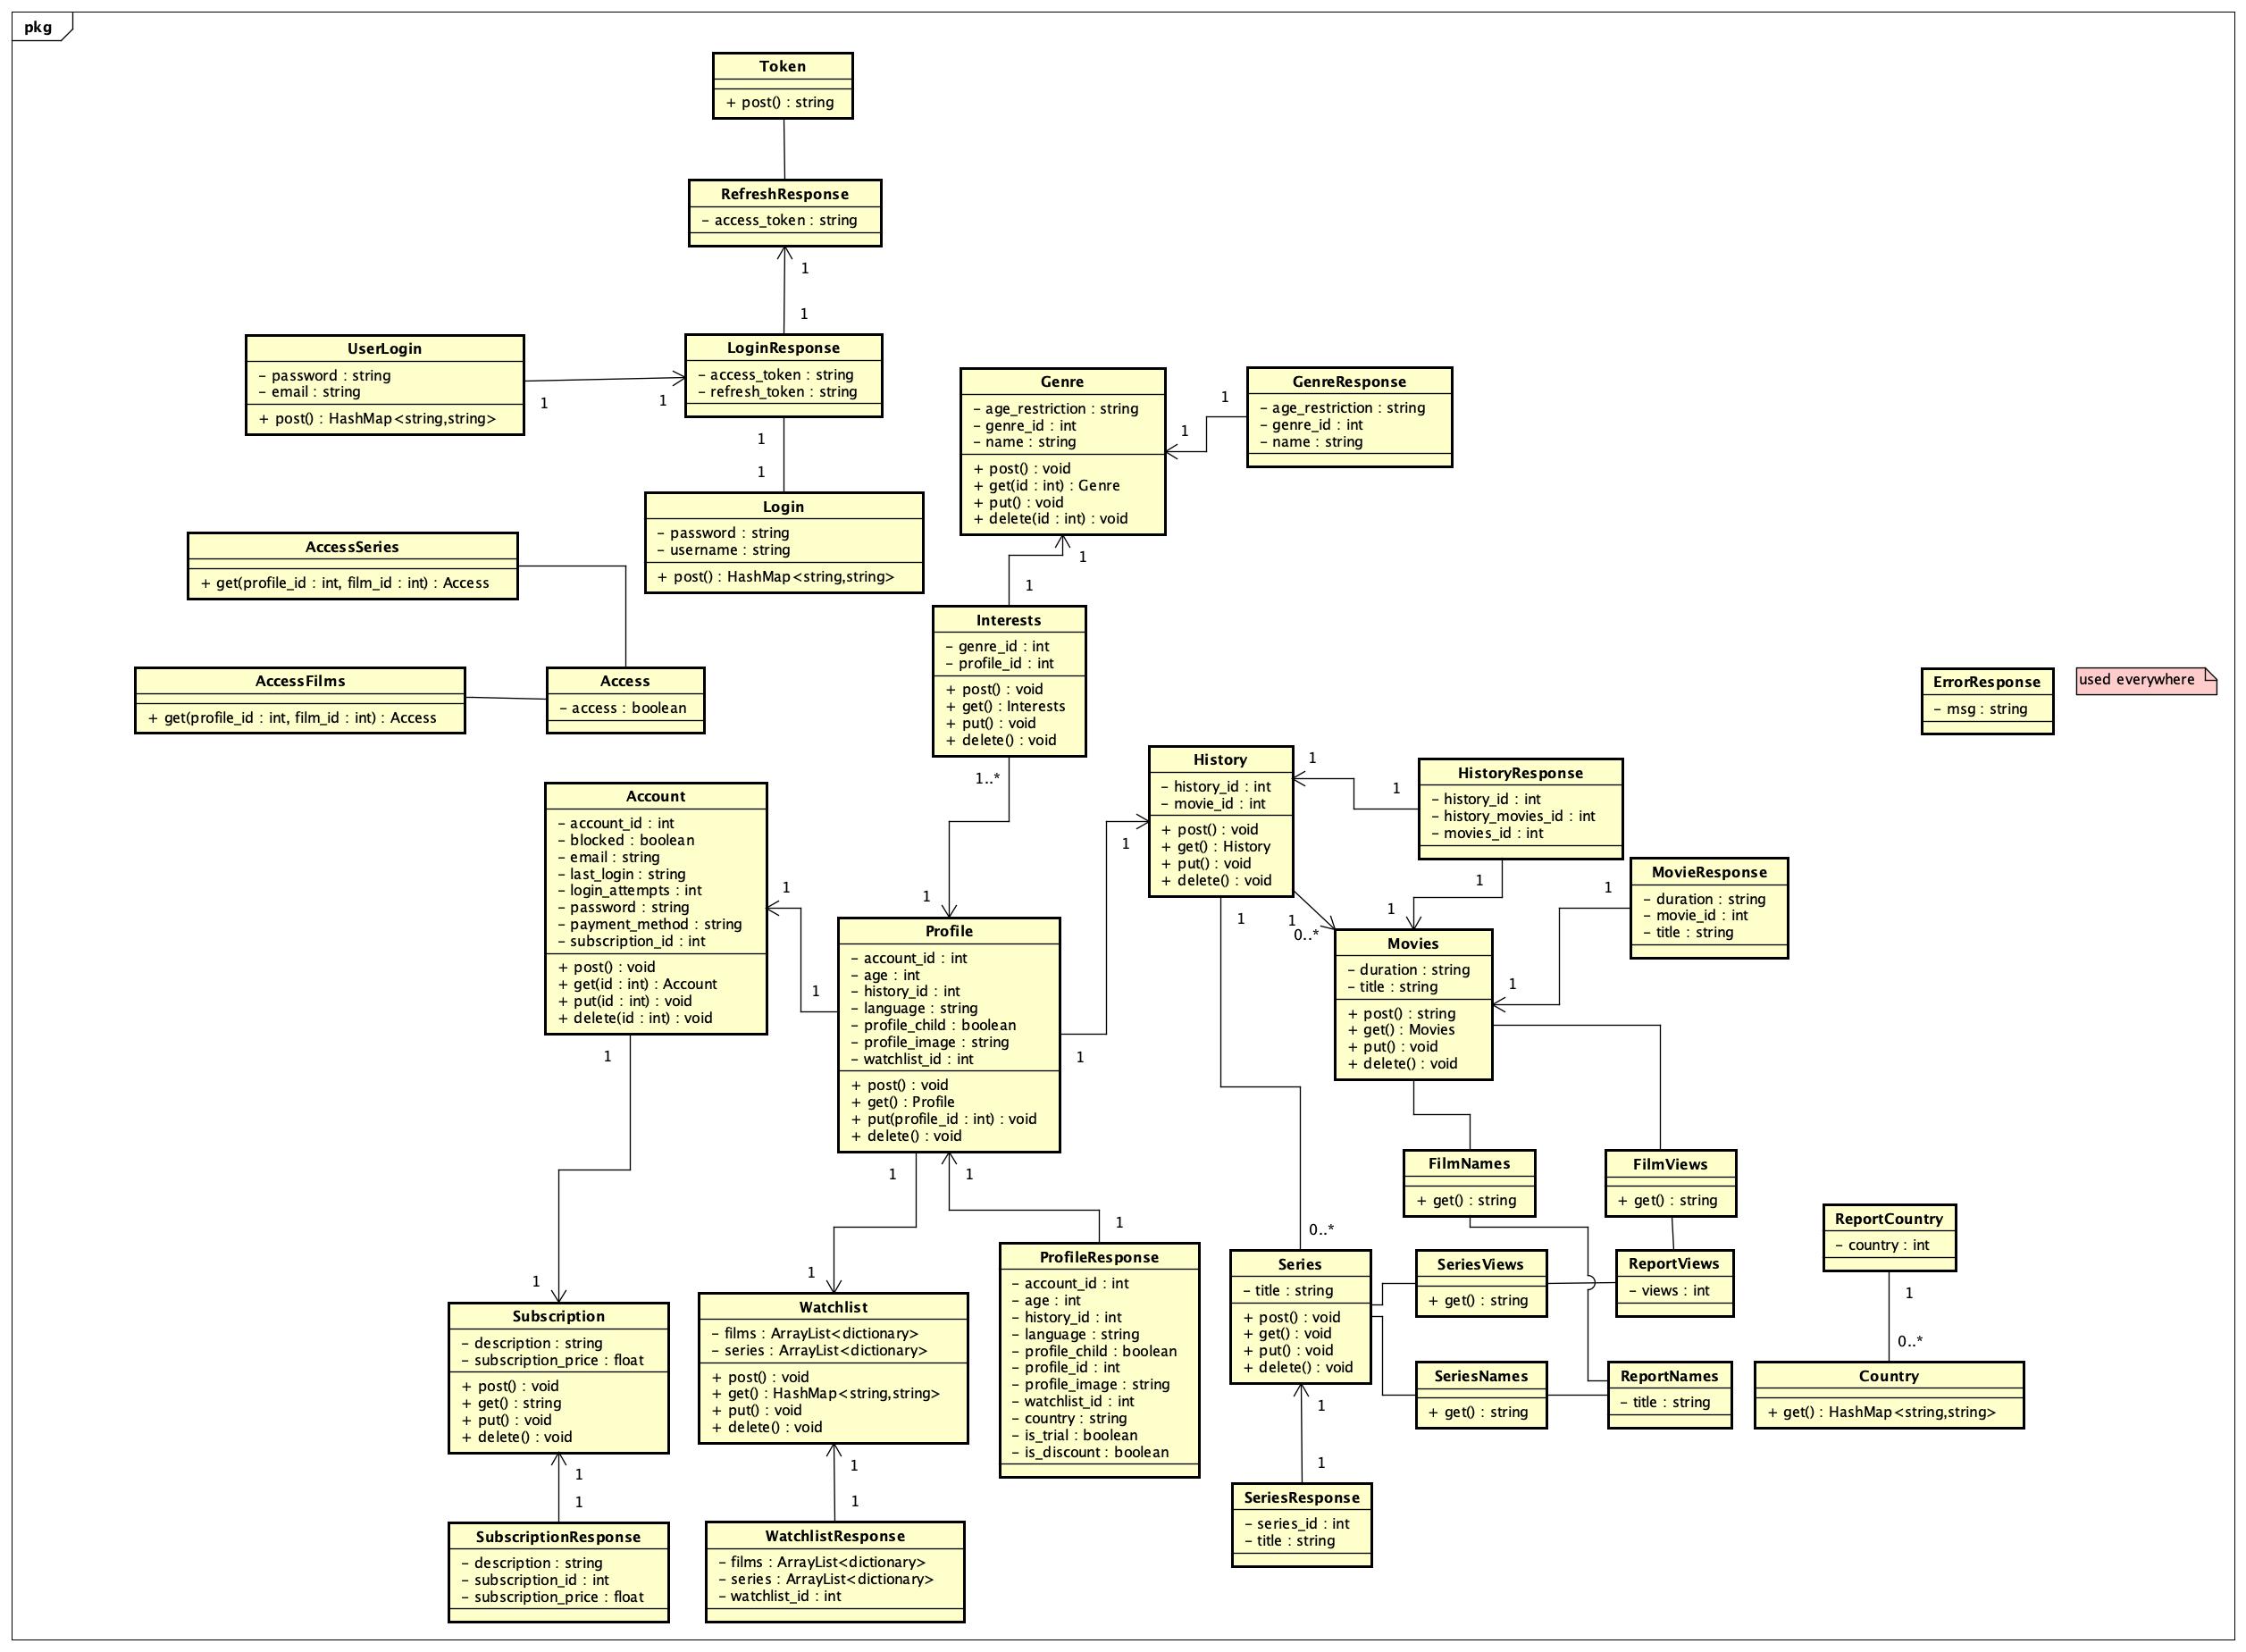 pkg
Token
+ post() : string
RefreshResponse
– access_token : string
1
1
UserLogin
– password : string
– email : string
+ post() : HashMap<string,string>
1
1
LoginResponse
– access_token : string
– refresh_token : string
1
1
Login
– password : string
– username : string
+ post() : HashMap<string,string>
Genre
– age_restriction : string
– genre_id : int
– name : string
+ post() : void
+ get(id : int) : Genre
+ put() : void
+ delete(id : int) : void
1
1
GenreResponse
– age_restriction : string
– genre_id : int
– name : string
1
1
AccessSeries
+ get(profile_id : int, film_id : int) : Access
AccessFilms
+ get(profile_id : int, film_id : int) : Access
Access
– access : boolean
Interests
– genre_id : int
– profile_id : int
+ post() : void
+ get() : Interests
+ put() : void
+ delete() : void
1..*
1
ErrorResponse
– msg : string
used everywhere
Account
– account_id : int
– blocked : boolean
– email : string
– last_login : string
– login_attempts : int
– password : string
– payment_method : string
– subscription_id : int
+ post() : void
+ get(id : int) : Account
+ put(id : int) : void
+ delete(id : int) : void
1
1
1
1
Profile
– account_id : int
– age : int
– history_id : int
– language : string
– profile_child : boolean
– profile_image : string
– watchlist_id : int
+ post() : void
+ get() : Profile
+ put(profile_id : int) : void
+ delete() : void
1
1
1
1
1
1
History
– history_id : int
– movie_id : int
+ post() : void
+ get() : History
+ put() : void
+ delete() : void
1
1
1
1
0..*
0..*
HistoryResponse
– history_id : int
– history_movies_id : int
– movies_id : int
1
1
MovieResponse
– duration : string
– movie_id : int
– title : string
1
1
Movies
– duration : string
– title : string
+ post() : string
+ get() : Movies
+ put() : void
+ delete() : void
FilmNames
+ get() : string
FilmViews
+ get() : string
Subscription
– description : string
– subscription_price : float
+ post() : void
+ get() : string
+ put() : void
+ delete() : void
1
1
SubscriptionResponse
– description : string
– subscription_id : int
– subscription_price : float
Watchlist
– films : ArrayList<dictionary>
– series : ArrayList<dictionary>
+ post() : void
+ get() : HashMap<string,string>
+ put() : void
+ delete() : void
1
1
WatchlistResponse
– films : ArrayList<dictionary>
– series : ArrayList<dictionary>
– watchlist_id : int
ProfileResponse
– account_id : int
– age : int
– history_id : int
– language : string
– profile_child : boolean
– profile_id : int
– profile_image : string
– watchlist_id : int
– country : string
– is_trial : boolean
– is_discount : boolean
Series
– title : string
+ post() : void
+ get() : void
+ put() : void
+ delete() : void
1
1
SeriesResponse
– series_id : int
– title : string
SeriesViews
+ get() : string
ReportViews
– views : int
SeriesNames
+ get() : string
ReportNames
– title : string
ReportCountry
– country : int
1
0..*
Country
+ get() : HashMap<string,string>